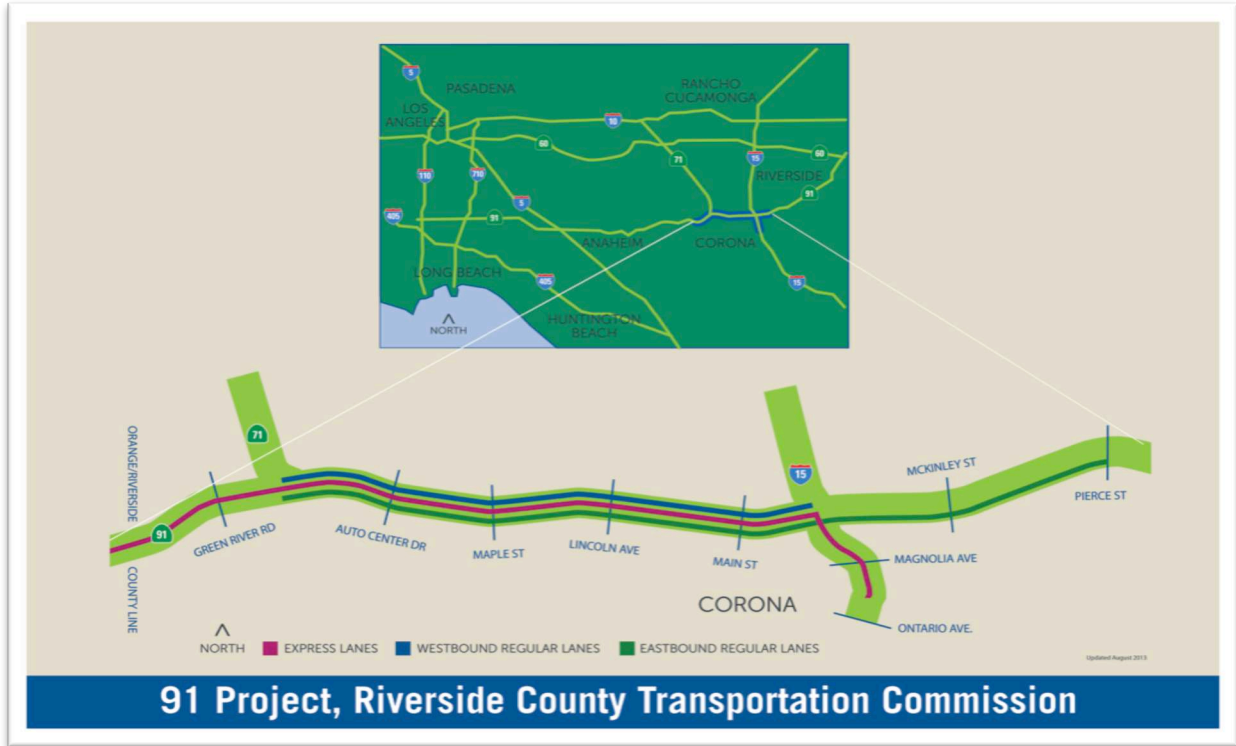 5
PASADENA
RANCHO
CUCAMONGA
LOS
ANGELES
10
60
71
15
60
110
710
RIVERSIDE
91
5
405
91
ANAHEIM
CORONA
LONG BEACH
405
15
HUNTINGTON
BEACH
NORTH
ORANGE/RIVERSIDE
COUNTY LINE
71
91
GREEN RIVER RD
AUTO CENTER DR
MAPLE ST
LINCOLN AVE
MAIN ST
15
MCKINLEY ST
PIERCE ST
MAGNOLIA AVE
CORONA
ONTARIO AVE.
NORTH
EXPRESS LANES
WESTBOUND REGULAR LANES
EASTBOUND REGULAR LANES
Updated August 2013
91 Project, Riverside County Transportation Commission